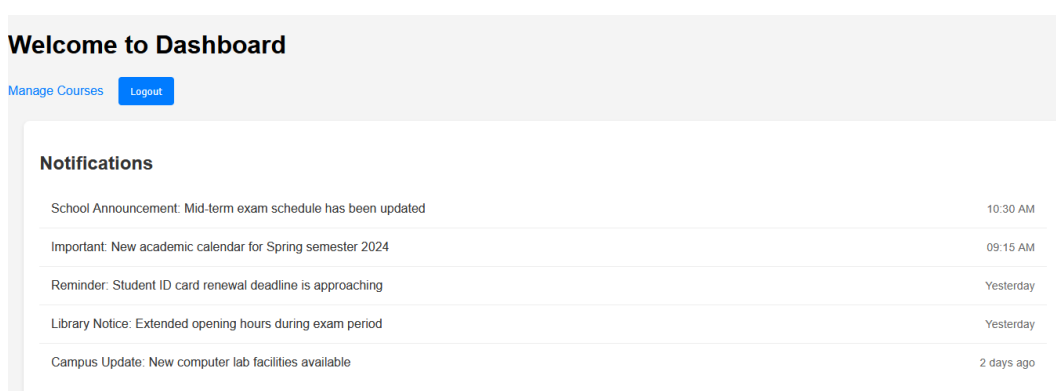 Welcome to Dashboard
Manage Courses Logout
Notifications
School Announcement: Mid-term exam schedule has been updated 10:30 AM
Important: New academic calendar for Spring semester 2024 09:15 AM
Reminder: Student ID card renewal deadline is approaching Yesterday
Library Notice: Extended opening hours during exam period Yesterday
Campus Update: New computer lab facilities available 2 days ago